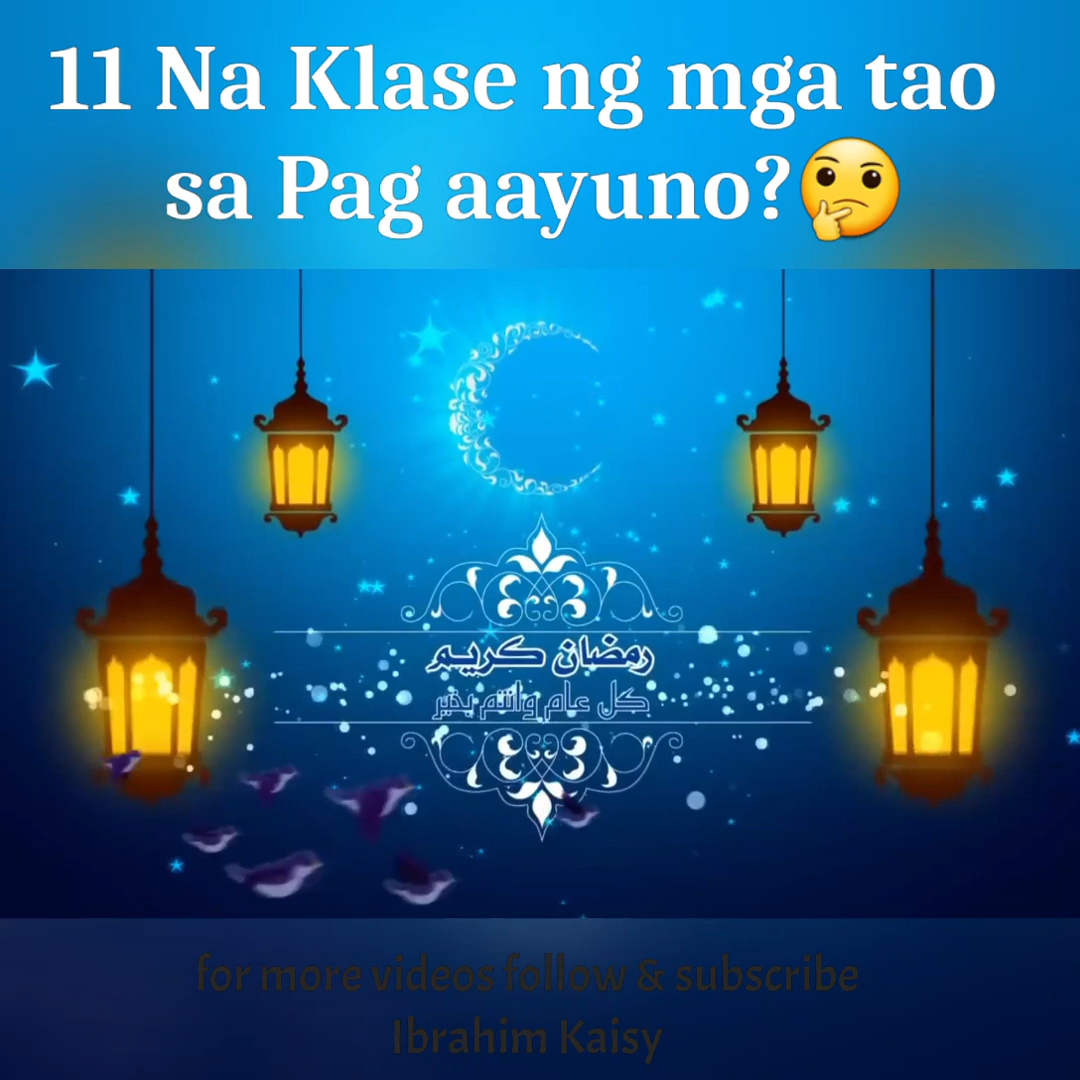 11 Na Klase ng mga tao
sa Pag aayuno?🤔
رمضان كريم
كل عام وانتم بخير
for more videos follow & subscribe
Ibrahim Kaisy